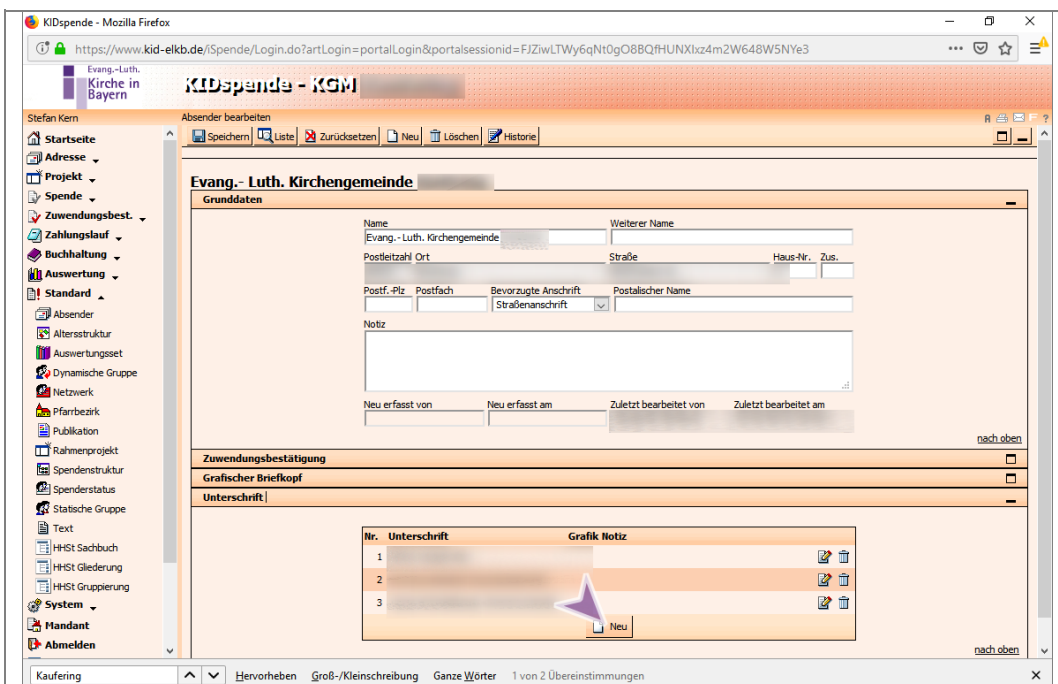 KIDspende - Mozilla Firefox
https://www.kid-elkb.de/iSpende/Login.do?artLogin=portalLogin&portalsessionid=FJZiwLTWy6qNt0gO8BQfHUNXIxz4m2W648W5NYe3
Evang.-Luth.
Kirche in
Bayern
KIDspende - KGM
Stefan Kern
Absender bearbeiten
Startseite
Adresse
Projekt
Spende
Zuwendungsbest.
Zahlungslauf
Buchhaltung
Auswertung
Standard
Absender
Altersstruktur
Auswertungsset
Dynamische Gruppe
Netzwerk
Pfarrbezirk
Publikation
Rahmenprojekt
Spendenstruktur
Spenderstatus
Statische Gruppe
Text
HHSt Sachbuch
HHSt Gliederung
HHSt Gruppierung
System
Mandant
Abmelden
Speichern Liste Zurücksetzen Neu Löschen Historie
Evang.- Luth. Kirchengemeinde
Grunddaten
Name Weiterer Name
Evang.- Luth. Kirchengemeinde
Postleitzahl Ort Straße Haus-Nr. Zus.
Postf.-Plz Postfach Bevorzugte Anschrift Postalischer Name
Straßenanschrift
Notiz
Neu erfasst von Neu erfasst am Zuletzt bearbeitet von Zuletzt bearbeitet am
nach oben
Zuwendungsbestätigung
Grafischer Briefkopf
Unterschrift
Nr. Unterschrift Grafik Notiz
1
2
3
Neu
nach oben
Kaufering Hervorheben Groß-/Kleinschreibung Ganze Wörter 1 von 2 Übereinstimmungen